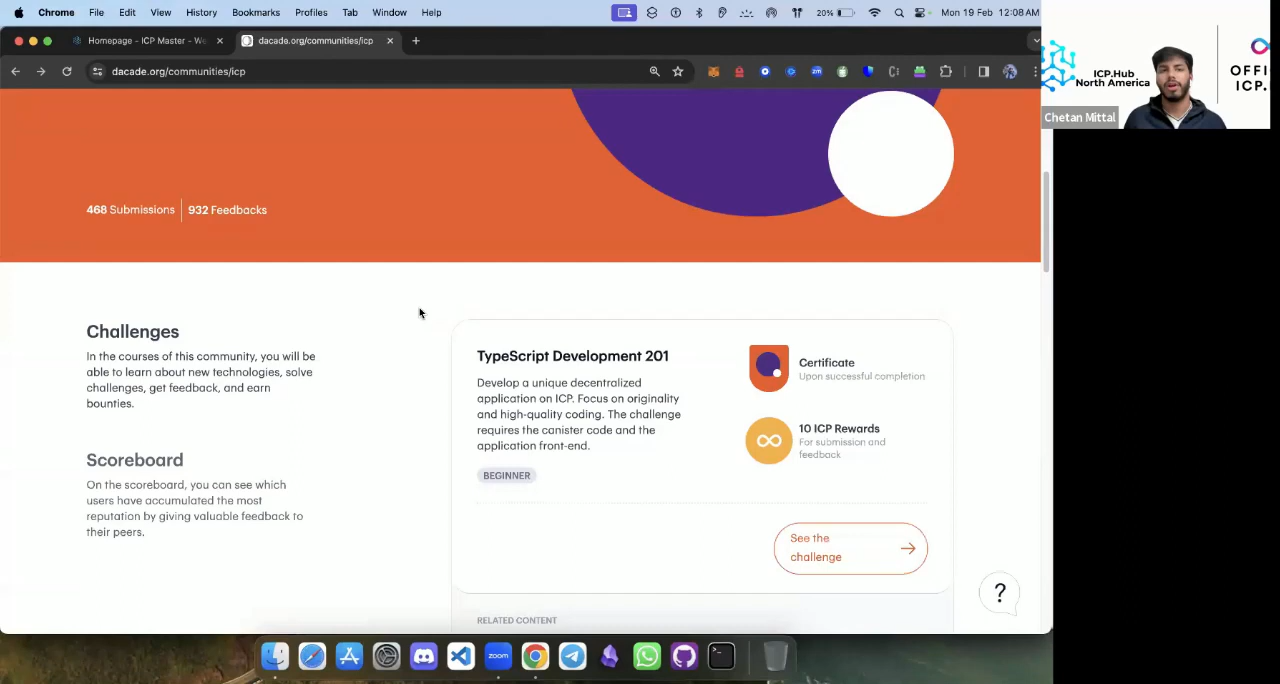 Chrome File Edit View History Bookmarks Profiles Tab Window Help 20% Mon 19 Feb 12:08 AM
Homepage - ICP Master - We
dacade.org/communities/icp
dacade.org/communities/icp
zm
ICP.Hub
North America
OFFI
ICP.
Chetan Mittal
468 Submissions 932 Feedbacks
Challenges
In the courses of this community, you will be
able to learn about new technologies, solve
challenges, get feedback, and earn
bounties.
Scoreboard
On the scoreboard, you can see which
users have accumulated the most
reputation by giving valuable feedback to
their peers.
TypeScript Development 201
Develop a unique decentralized
application on ICP. Focus on originality
and high-quality coding. The challenge
requires the canister code and the
application front-end.
BEGINNER
Certificate
Upon successful completion
10 ICP Rewards
For submission and
feedback
See the
challenge
?
RELATED CONTENT
zoom